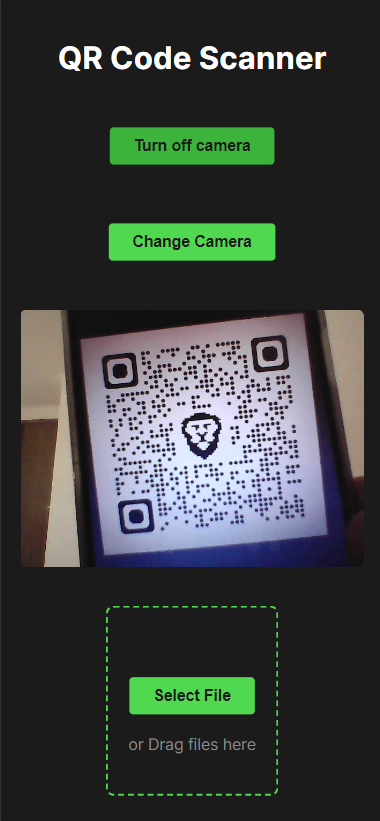 QR Code Scanner
Turn off camera
Change Camera
Select File
or Drag files here